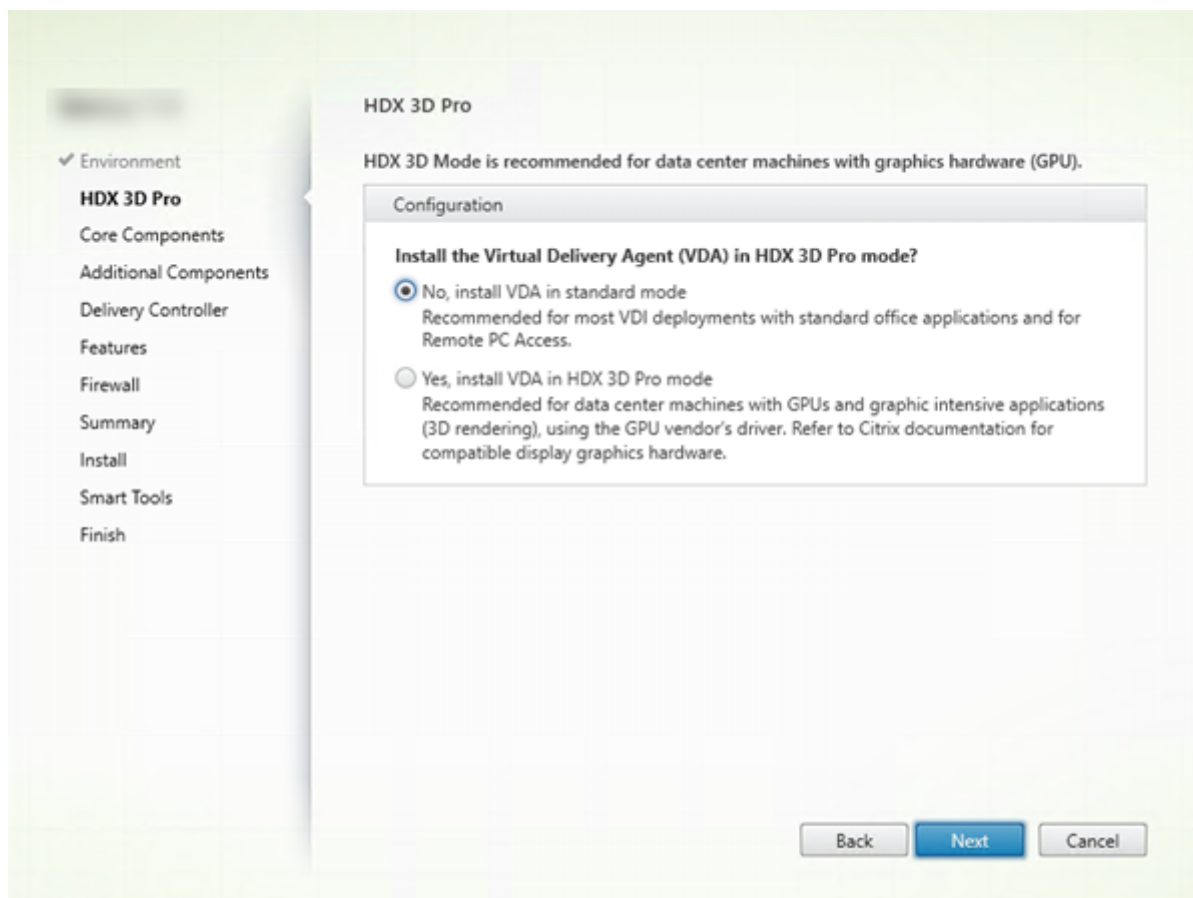 HDX 3D Pro
Environment
HDX 3D Pro
Core Components
Additional Components
Delivery Controller
Features
Firewall
Summary
Install
Smart Tools
Finish
HDX 3D Mode is recommended for data center machines with graphics hardware (GPU).
Configuration
Install the Virtual Delivery Agent (VDA) in HDX 3D Pro mode?
No, install VDA in standard mode
Recommended for most VDI deployments with standard office applications and for
Remote PC Access.
Yes, install VDA in HDX 3D Pro mode
Recommended for data center machines with GPUs and graphic intensive applications
(3D rendering), using the GPU vendor's driver. Refer to Citrix documentation for
compatible display graphics hardware.
Back
Next
Cancel